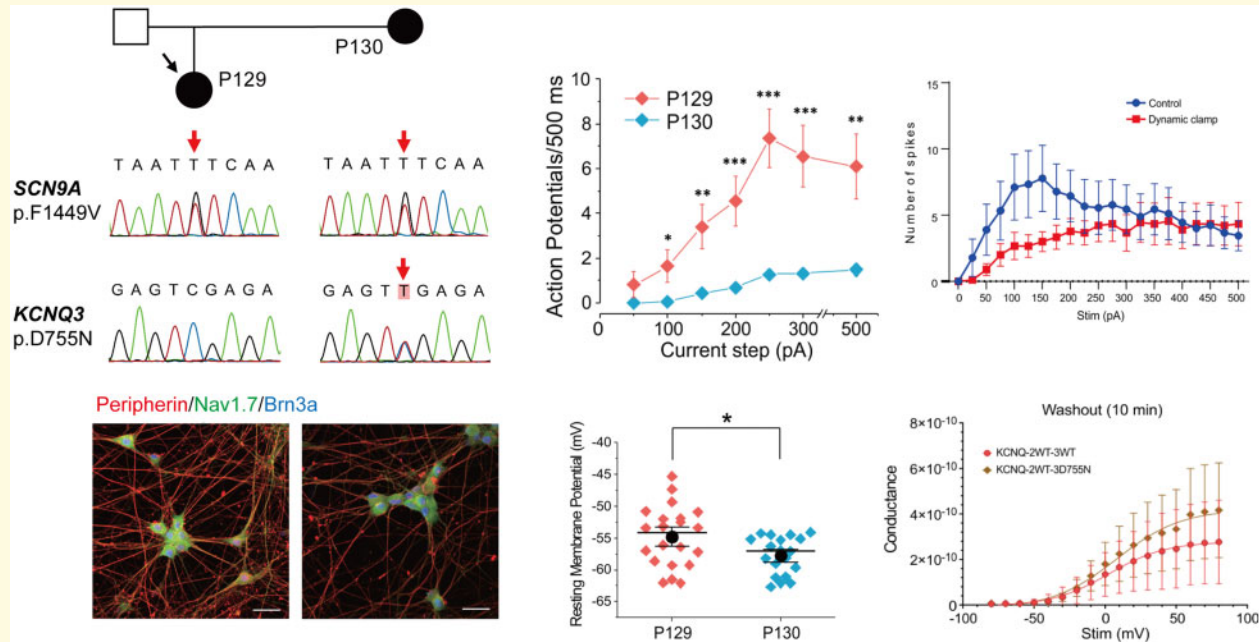 P130
P129
T A A T T T C A A
T A A T T T C A A
SCN9A
p.F1449V
G A G T C G A G A
G A G T T G A G A
KCNQ3
p.D755N
Peripherin/Nav1.7/Brn3a
Action Potentials/500 ms
10
8
6
4
2
0
P129
P130
*
**
***
***
***
**
0
100
200
300
500
Current step (pA)
Number of spikes
15
10
5
0
Control
Dynamic clamp
0 50 100 150 200 250 300 350 400 450 500
Stim (pA)
Resting Membrane Potential (mV)
-40
-45
-50
-55
-60
-65
*
P129 P130
Washout (10 min)
Conductance
8×10-10
6×10-10
4×10-10
2×10-10
0
KCNQ-2WT-3WT
KCNQ-2WT-3D755N
-100 -50 0 50 100
Stim (mV)